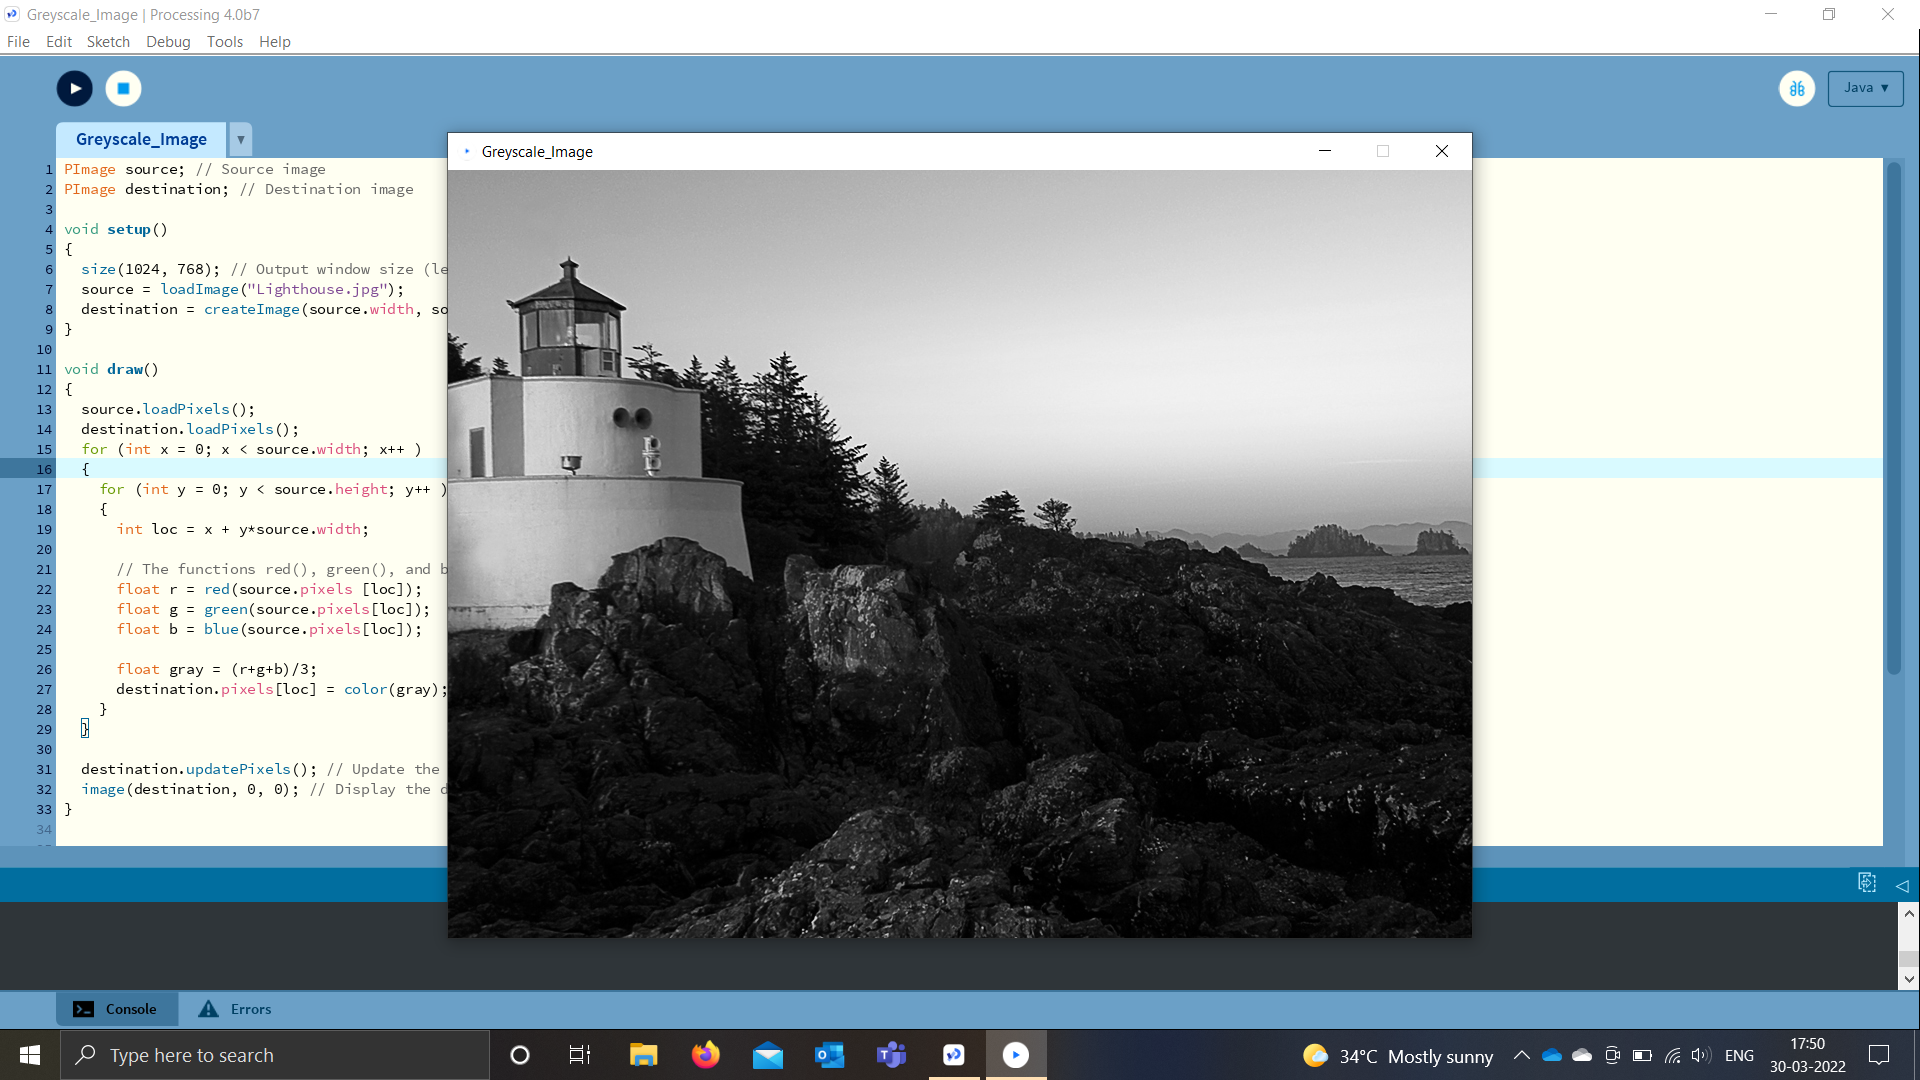 Greyscale_Image | Processing 4.0b7
File Edit Sketch Debug Tools Help
Java ▾
Greyscale_Image ▾
Greyscale_Image
1 PImage source; // Source image
2 PImage destination; // Destination image
3
4 void setup()
5 {
6 size(1024, 768); // Output window size (le
7 source = loadImage("Lighthouse.jpg");
8 destination = createImage(source.width, so
9 }
10
11 void draw()
12 {
13 source.loadPixels();
14 destination.loadPixels();
15 for (int x = 0; x < source.width; x++ )
16 {
17 for (int y = 0; y < source.height; y++ )
18 {
19 int loc = x + y*source.width;
20
21 // The functions red(), green(), and b
22 float r = red(source.pixels [loc]);
23 float g = green(source.pixels[loc]);
24 float b = blue(source.pixels[loc]);
25
26 float gray = (r+g+b)/3;
27 destination.pixels[loc] = color(gray);
28 }
29 }
30
31 destination.updatePixels(); // Update the
32 image(destination, 0, 0); // Display the d
33 }
34
Console Errors
Type here to search
34°C Mostly sunny
ENG
17:50
30-03-2022